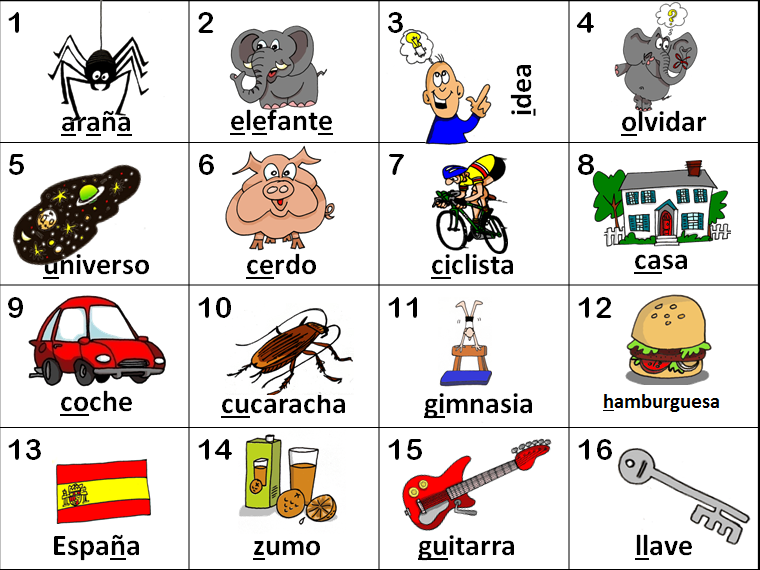 1
araña
2
elefante
3
idea
4
?
olvidar
5
universo
6
cerdo
7
ciclista
8
casa
9
coche
10
cucaracha
11
gimnasia
12
hamburguesa
13
España
14
zumo
15
guitarra
16
llave